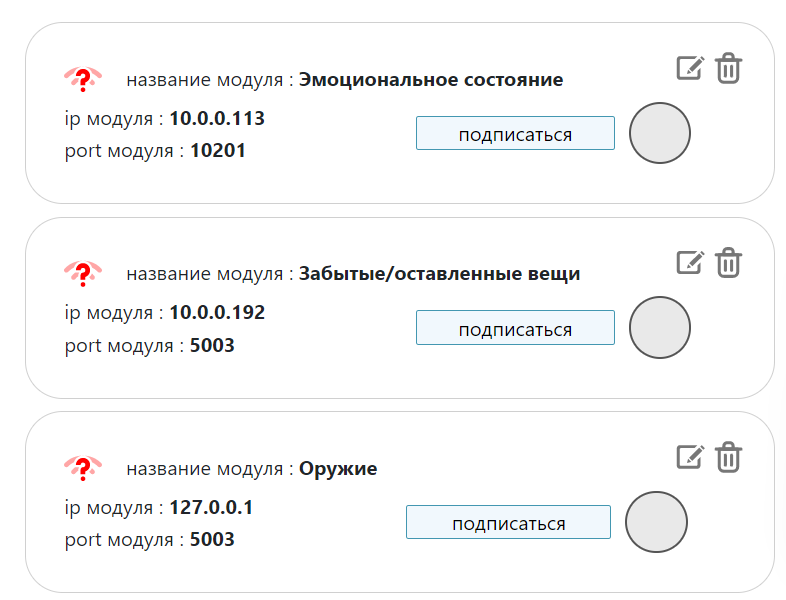 название модуля : Эмоциональное состояние
ip модуля : 10.0.0.113
подписаться
port модуля : 10201
название модуля : Забытые/оставленные вещи
ip модуля : 10.0.0.192
подписаться
port модуля : 5003
название модуля : Оружие
ip модуля : 127.0.0.1
подписаться
port модуля : 5003